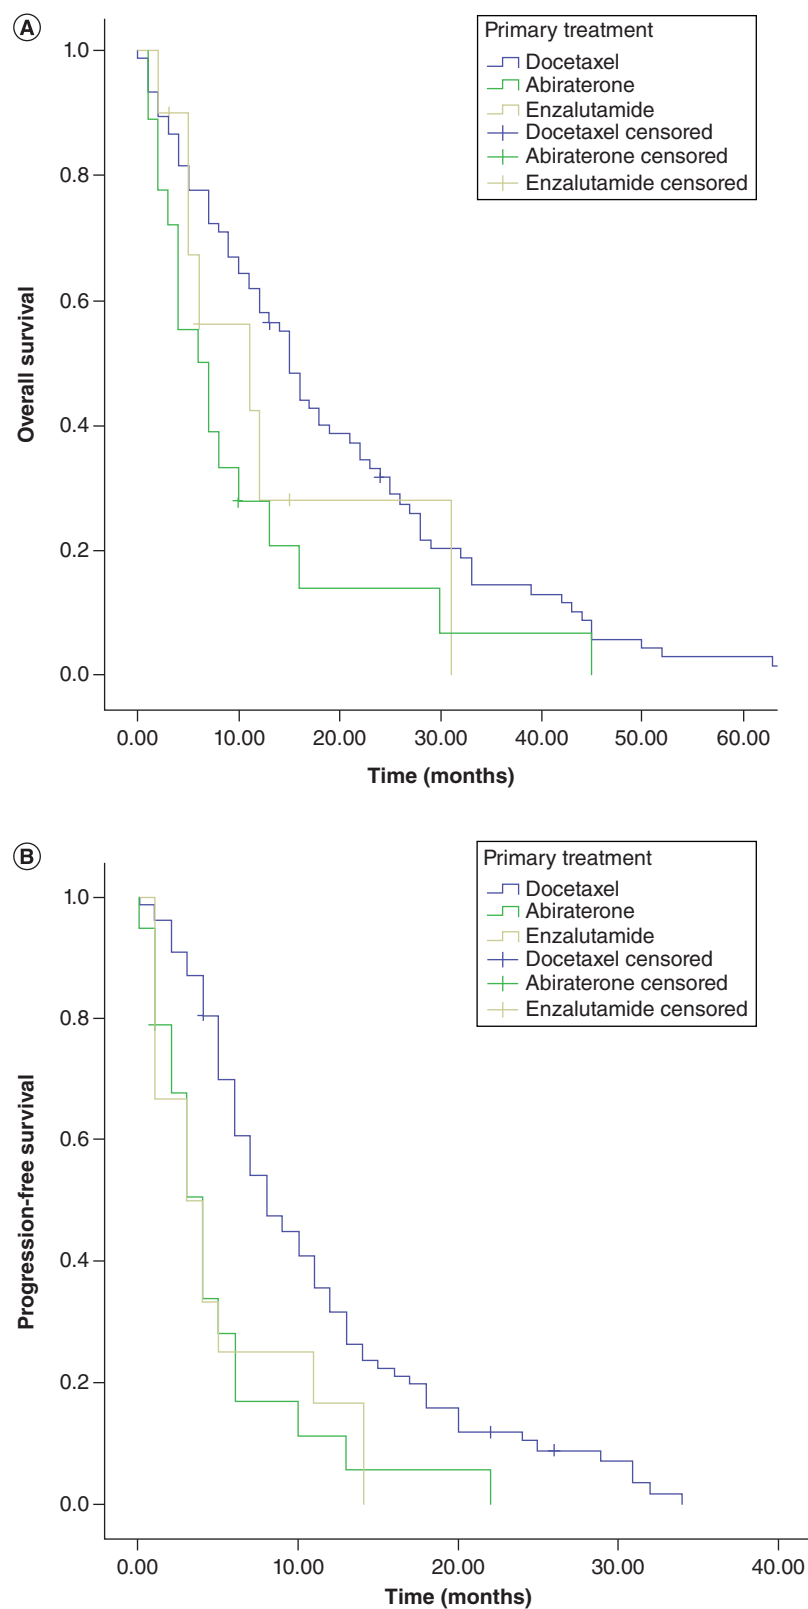 A
Primary treatment
Docetaxel
Abiraterone
Enzalutamide
Docetaxel censored
Abiraterone censored
Enzalutamide censored
Overall survival
1.0
0.8
0.6
0.4
0.2
0.0
0.00 10.00 20.00 30.00 40.00 50.00 60.00
Time (months)
B
Primary treatment
Docetaxel
Abiraterone
Enzalutamide
Docetaxel censored
Abiraterone censored
Enzalutamide censored
Progression-free survival
1.0
0.8
0.6
0.4
0.2
0.0
0.00 10.00 20.00 30.00 40.00
Time (months)